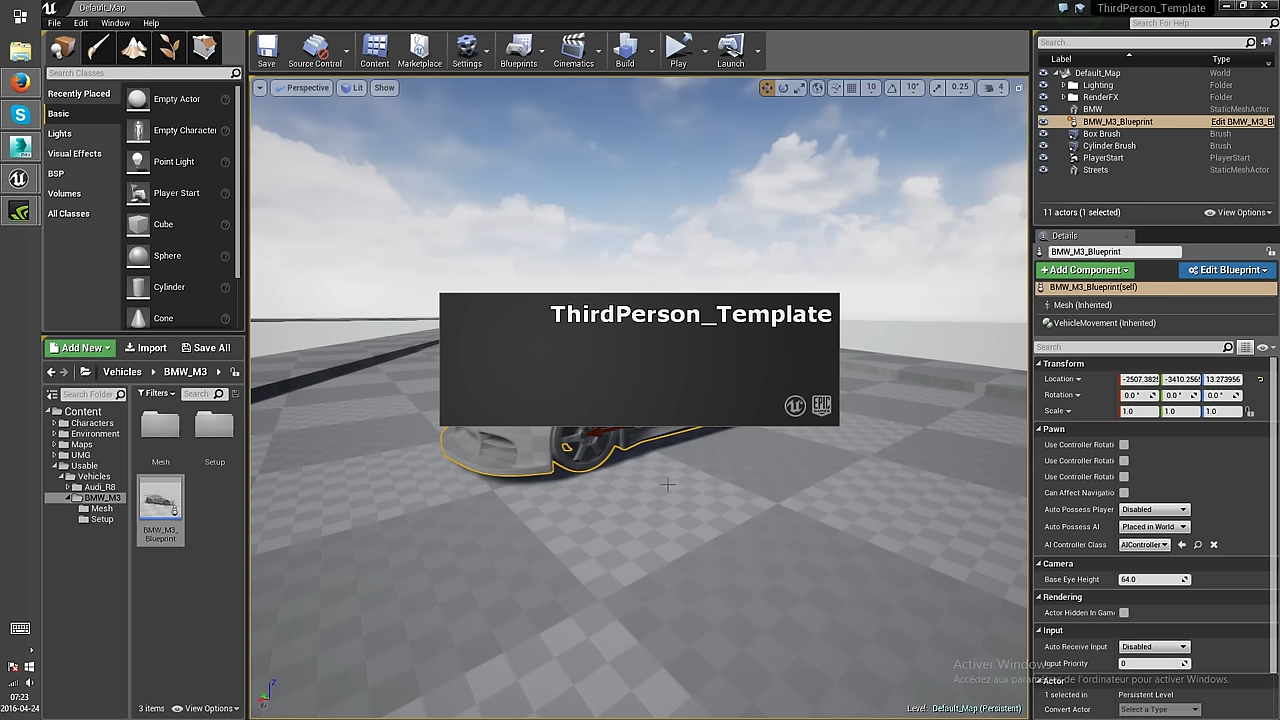 Default_Map
ThirdPerson_Template
File Edit Window Help
Search For Help
Search Classes
Recently Placed
Basic
Lights
Visual Effects
BSP
Volumes
All Classes
Empty Actor
Empty Character
Point Light
Player Start
Cube
Sphere
Cylinder
Cone
Save
Source Control
Content
Marketplace
Settings
Blueprints
Cinematics
Build
Play
Launch
Perspective
Lit
Show
10
10°
0.25
4
ThirdPerson_Template
Level: Default_Map (Persistent)
Add New
Import
Save All
Vehicles
BMW_M3
Search Folder
Filters
Search
Content
Characters
Environment
Maps
UMG
Usable
Vehicles
Audi_R8
BMW_M3
Mesh
Setup
Mesh
Setup
BMW_M3_
Blueprint
3 items
View Options
Search...
Label Type
Default_Map World
Lighting Folder
RenderFX Folder
BMW StaticMeshActor
BMW_M3_Blueprint Edit BMW_M3_Bl
Box Brush Brush
Cylinder Brush Brush
PlayerStart PlayerStart
Streets StaticMeshActor
11 actors (1 selected)
View Options
Details
BMW_M3_Blueprint
+Add Component
Edit Blueprint
BMW_M3_Blueprint(self)
Mesh (Inherited)
VehicleMovement (Inherited)
Search
Transform
Location -2507.382 -3410.256 13.273956
Rotation 0.0 ° 0.0 ° 0.0 °
Scale 1.0 1.0 1.0
Pawn
Use Controller Rotati
Use Controller Rotati
Use Controller Rotati
Can Affect Navigatio
Auto Possess Player Disabled
Auto Possess AI Placed in World
AI Controller Class AIController
Camera
Base Eye Height 64.0
Rendering
Actor Hidden In Game
Input
Auto Receive Input Disabled
Input Priority 0
Actor
1 selected in Persistent Level
Convert Actor Select a Type
Activer Windows
Accédez aux paramètres de l'ordinateur pour activer Windows.
07:23
2016-04-24